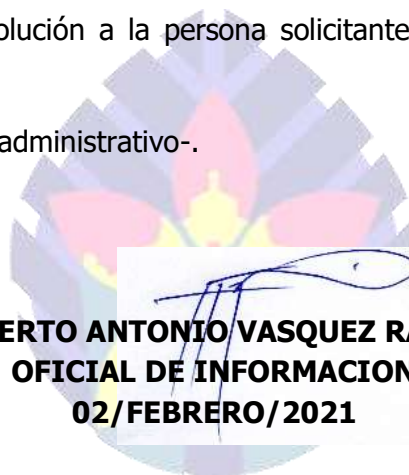 olución a la persona solicitante
administrativo-.
ERTO ANTONIO VASQUEZ RA
OFICIAL DE INFORMACION
02/FEBRERO/2021